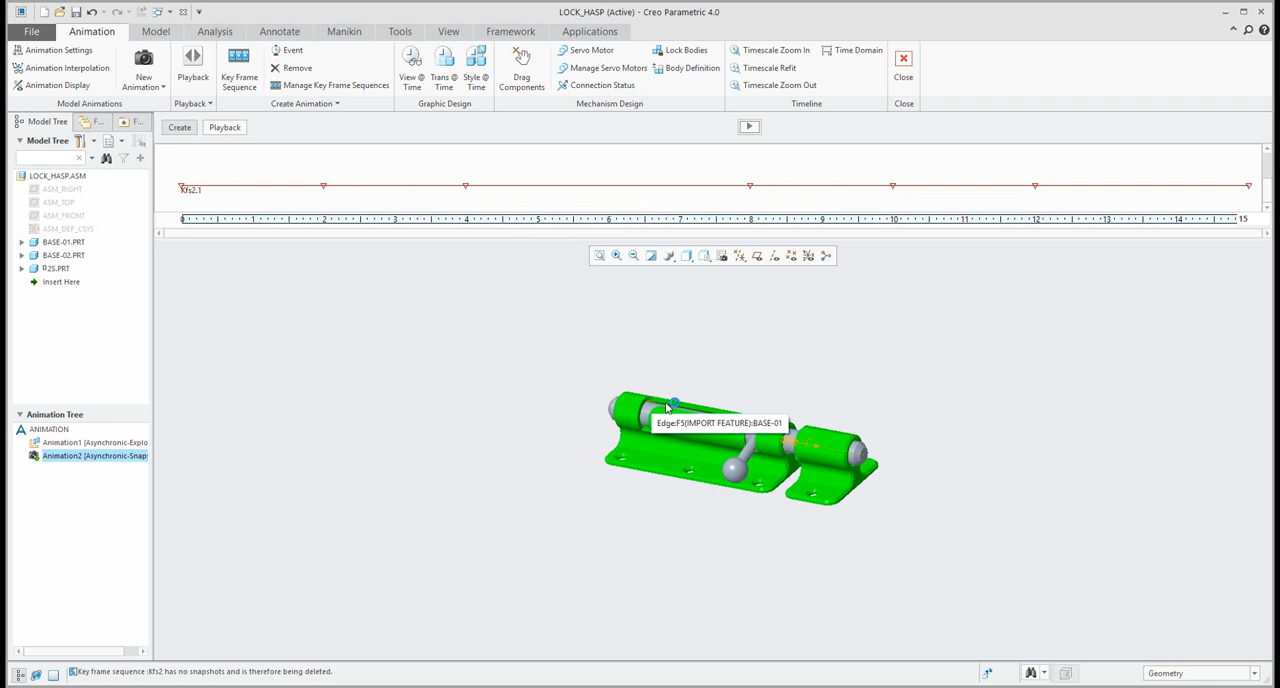 LOCK_HASP (Active) - Creo Parametric 4.0
File Animation Model Analysis Annotate Manikin Tools View Framework Applications
Animation Settings
Animation Interpolation
Animation Display
New Animation
Model Animations
Playback
Playback
Key Frame Sequence
Event
Remove
Manage Key Frame Sequences
Create Animation
View @ Time
Trans @ Time
Style @ Time
Graphic Design
Drag Components
Servo Motor
Manage Servo Motors
Connection Status
Lock Bodies
Body Definition
Mechanism Design
Timescale Zoom In
Timescale Refit
Timescale Zoom Out
Time Domain
Timeline
Close
Close
Model Tree F... F...
Model Tree
LOCK_HASP.ASM
ASM_RIGHT
ASM_TOP
ASM_FRONT
ASM_DEF_CSYS
BASE-01.PRT
BASE-02.PRT
2S.PRT
Insert Here
Create Playback
Kfs2.1
0 1 2 3 4 5 6 7 8 9 10 11 12 13 14 15
Edge:F5(IMPORT FEATURE):BASE-01
Animation Tree
ANIMATION
Animation1 [Asynchronic-Explo
Animation2 [Asynchronic-Snaps
Key frame sequence :Kfs2 has no snapshots and is therefore being deleted.
Geometry